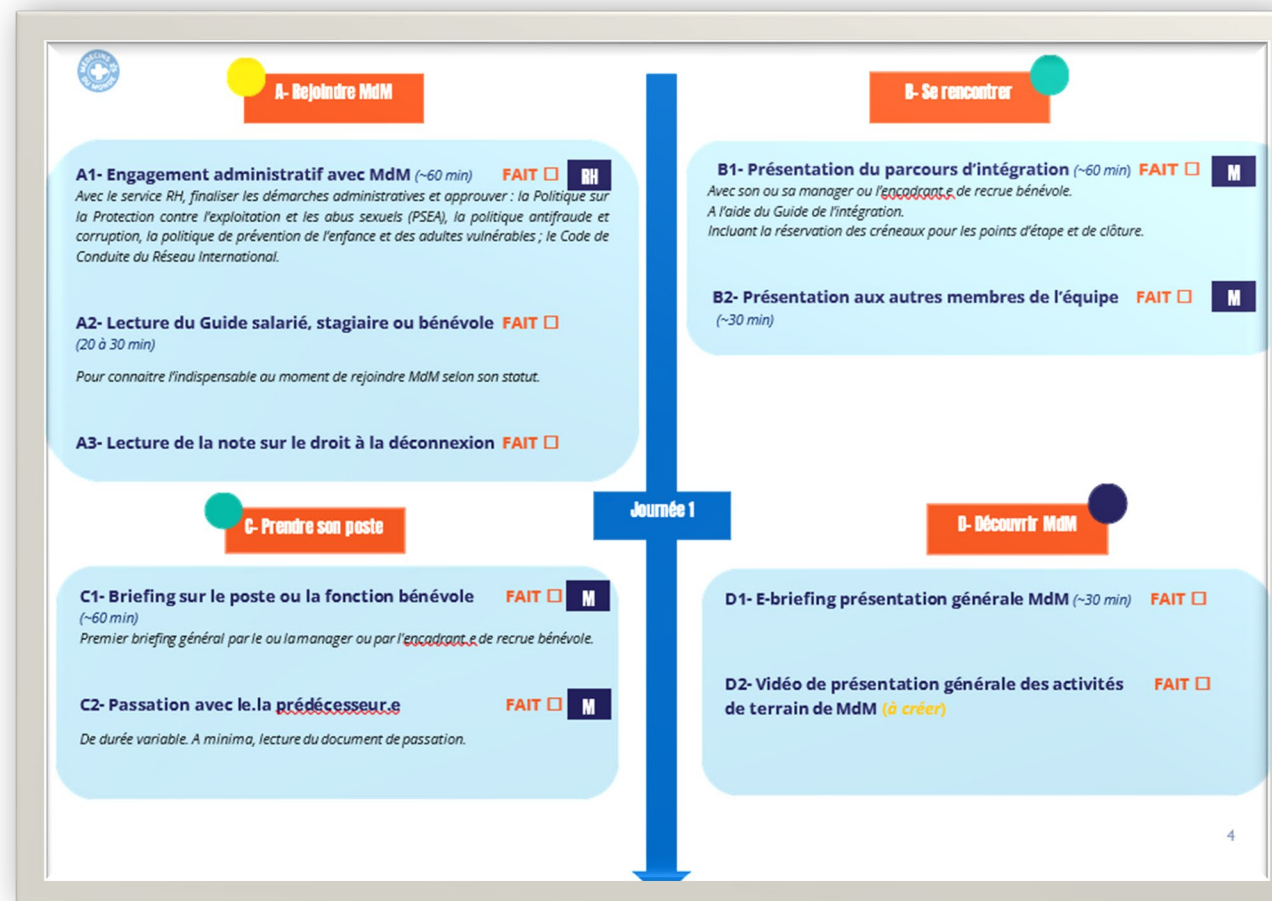 MÉDECINS DU MONDE
A- Rejoindre MdM
A1- Engagement administratif avec MdM (~60 min) FAIT ☐ RH
Avec le service RH, finaliser les démarches administratives et approuver : la Politique sur
la Protection contre l'exploitation et les abus sexuels (PSEA), la politique antifraude et
corruption, la politique de prévention de l'enfance et des adultes vulnérables ; le Code de
Conduite du Réseau International.
A2- Lecture du Guide salarié, stagiaire ou bénévole FAIT ☐
(20 à 30 min)
Pour connaitre l'indispensable au moment de rejoindre MdM selon son statut.
A3- Lecture de la note sur le droit à la déconnexion FAIT ☐
B- Se rencontrer
B1- Présentation du parcours d'intégration (~60 min) FAIT ☐ M
Avec son ou sa manager ou l'encadrant.e de recrue bénévole.
A l'aide du Guide de l'intégration.
Incluant la réservation des créneaux pour les points d'étape et de clôture.
B2- Présentation aux autres membres de l'équipe FAIT ☐ M
(~30 min)
Journée 1
C- Prendre son poste
C1- Briefing sur le poste ou la fonction bénévole FAIT ☐ M
(~60 min)
Premier briefing général par le ou lamanager ou par l'encadrant.e de recrue bénévole.
C2- Passation avec le.la prédécesseur.e FAIT ☐ M
De durée variable. A minima, lecture du document de passation.
D- Découvrir MdM
D1- E-briefing présentation générale MdM (~30 min) FAIT ☐
D2- Vidéo de présentation générale des activités FAIT ☐
de terrain de MdM (à créer)
4